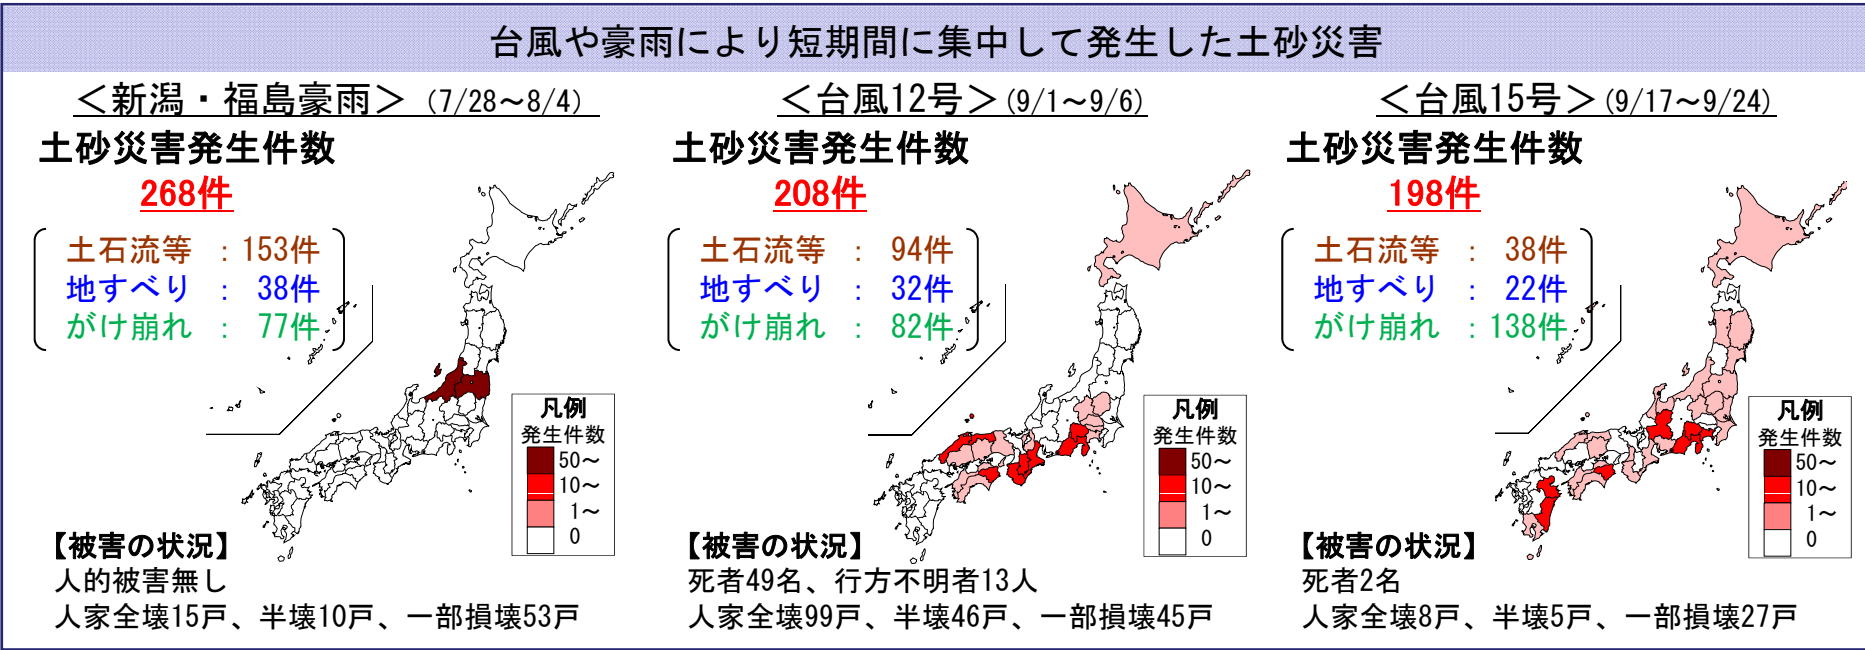 台風や豪雨により短期間に集中して発生した土砂災害
＜新潟・福島豪雨＞（7/28～8/4）
土砂災害発生件数
268件
土石流等 ：153件
地すべり ： 38件
がけ崩れ ： 77件
凡例
発生件数
50～
10～
1～
0
【被害の状況】
人的被害無し
人家全壊15戸、半壊10戸、一部損壊53戸
＜台風12号＞(9/1～9/6)
土砂災害発生件数
208件
土石流等 ： 94件
地すべり ： 32件
がけ崩れ ： 82件
凡例
発生件数
50～
10～
1～
0
【被害の状況】
死者49名、行方不明者13人
人家全壊99戸、半壊46戸、一部損壊45戸
＜台風15号＞(9/17～9/24)
土砂災害発生件数
198件
土石流等 ： 38件
地すべり ： 22件
がけ崩れ ：138件
凡例
発生件数
50～
10～
1～
0
【被害の状況】
死者2名
人家全壊8戸、半壊5戸、一部損壊27戸